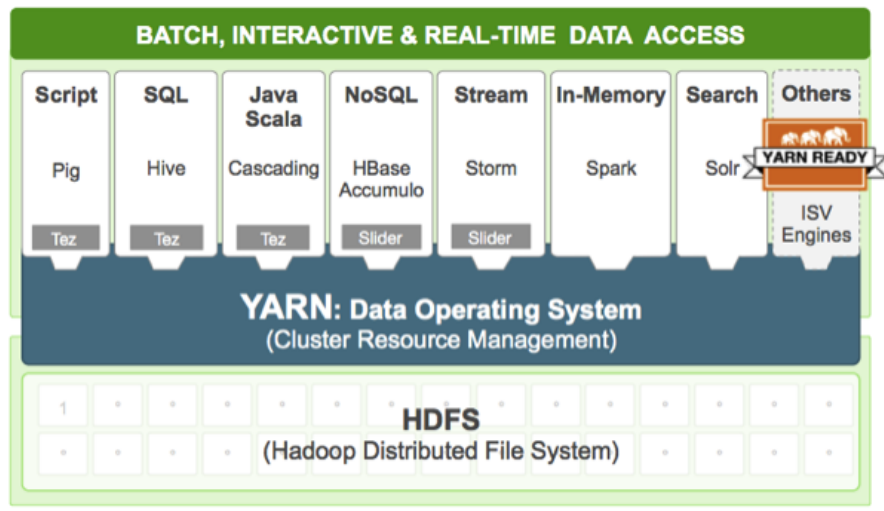 BATCH, INTERACTIVE & REAL-TIME DATA ACCESS
Script
Pig
Tez
SQL
Hive
Tez
Java
Scala
Cascading
Tez
NoSQL
HBase
Accumulo
Slider
Stream
Storm
Slider
In-Memory
Spark
Search
Solr
Others
YARN READY
ISV
Engines
YARN: Data Operating System
(Cluster Resource Management)
1
HDFS
(Hadoop Distributed File System)